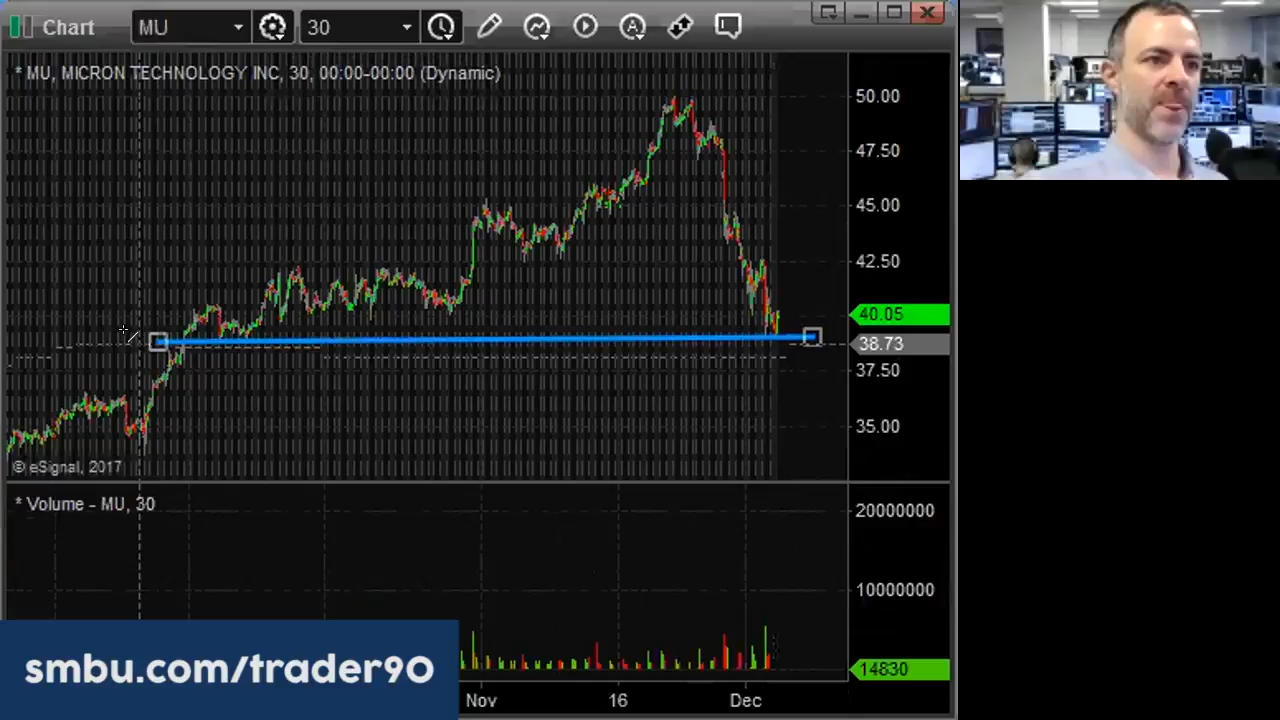 Chart MU 30
* MU, MICRON TECHNOLOGY INC, 30, 00:00-00:00 (Dynamic)
50.00
47.50
45.00
42.50
40.05
38.73
37.50
35.00
© eSignal, 2017
* Volume - MU, 30
20000000
10000000
14830
smbu.com/trader90
Nov 16 Dec